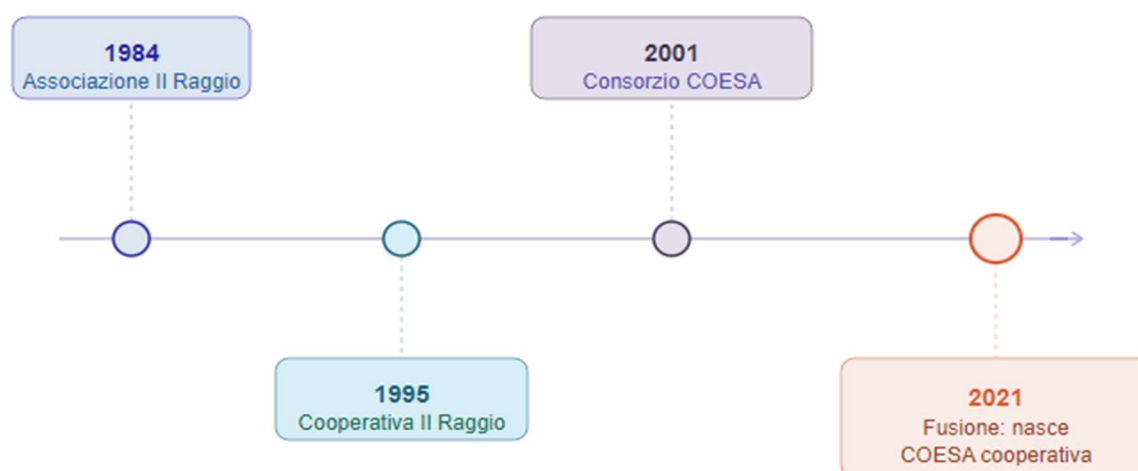 1984
Associazione Il Raggio
2001
Consorzio COESA
1995
Cooperativa Il Raggio
2021
Fusione: nasce
COESA cooperativa